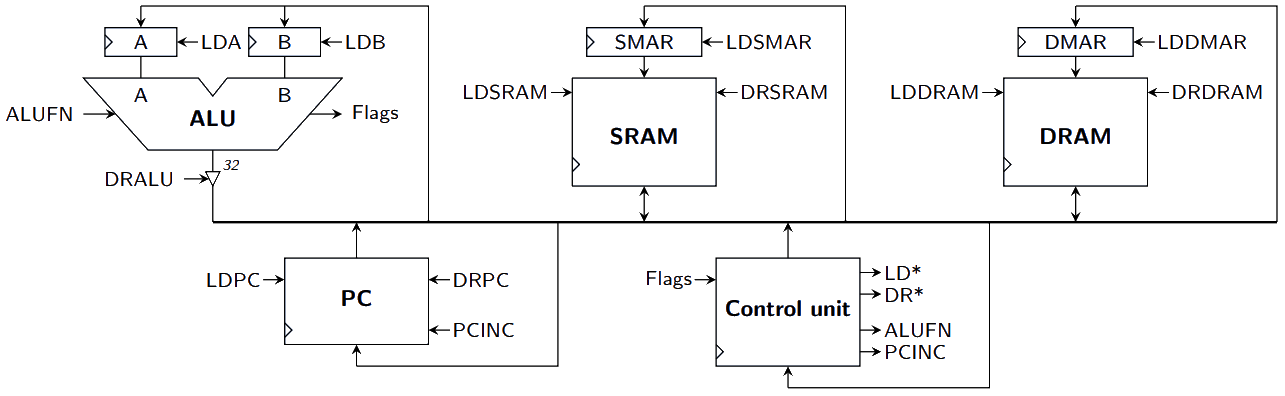 A
LDA
B
LDB
SMAR
LDSMAR
DMAR
LDDMAR
A
B
ALUFN
ALU
Flags
LDSRAM
DRSRAM
SRAM
LDDRAM
DRDRAM
DRAM
32
DRALU
LDPC
DRPC
PC
PCINC
Flags
LD*
DR*
Control unit
ALUFN
PCINC